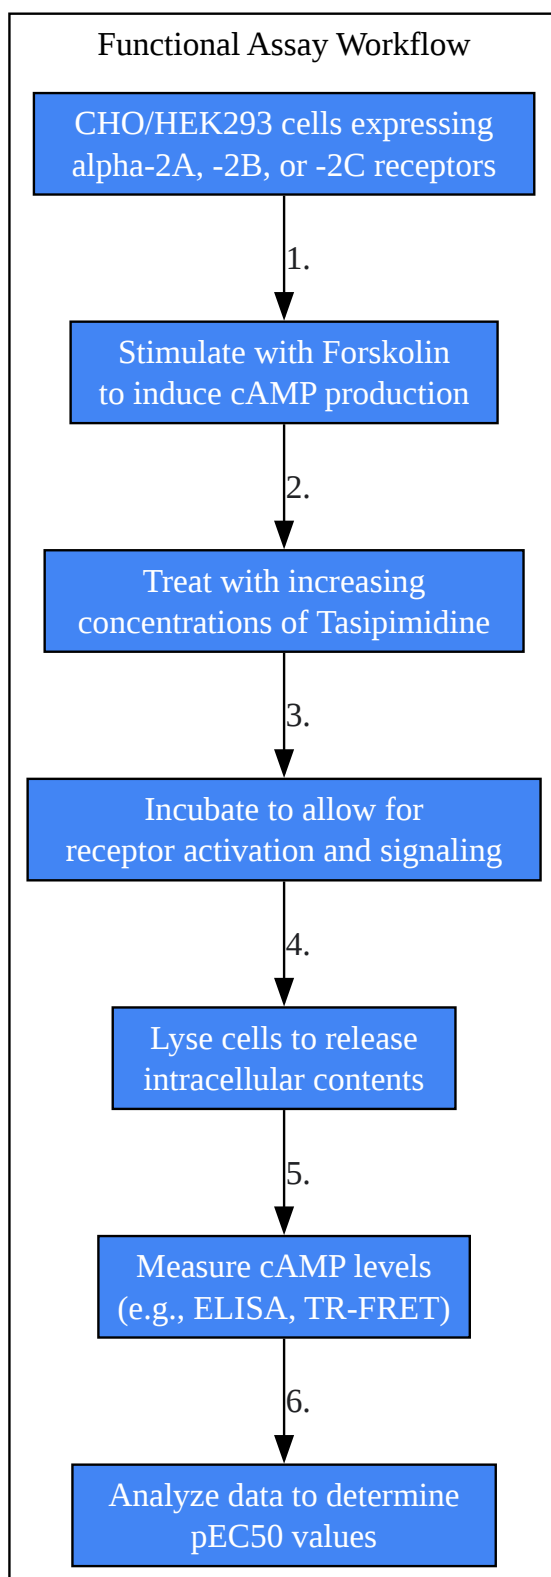 Functional Assay Workflow
CHO/HEK293 cells expressing
alpha-2A, -2B, or -2C receptors
1.
Stimulate with Forskolin
to induce cAMP production
2.
Treat with increasing
concentrations of Tasipimidine
3.
Incubate to allow for
receptor activation and signaling
4.
Lyse cells to release
intracellular contents
5.
Measure cAMP levels
(e.g., ELISA, TR-FRET)
6.
Analyze data to determine
pEC50 values